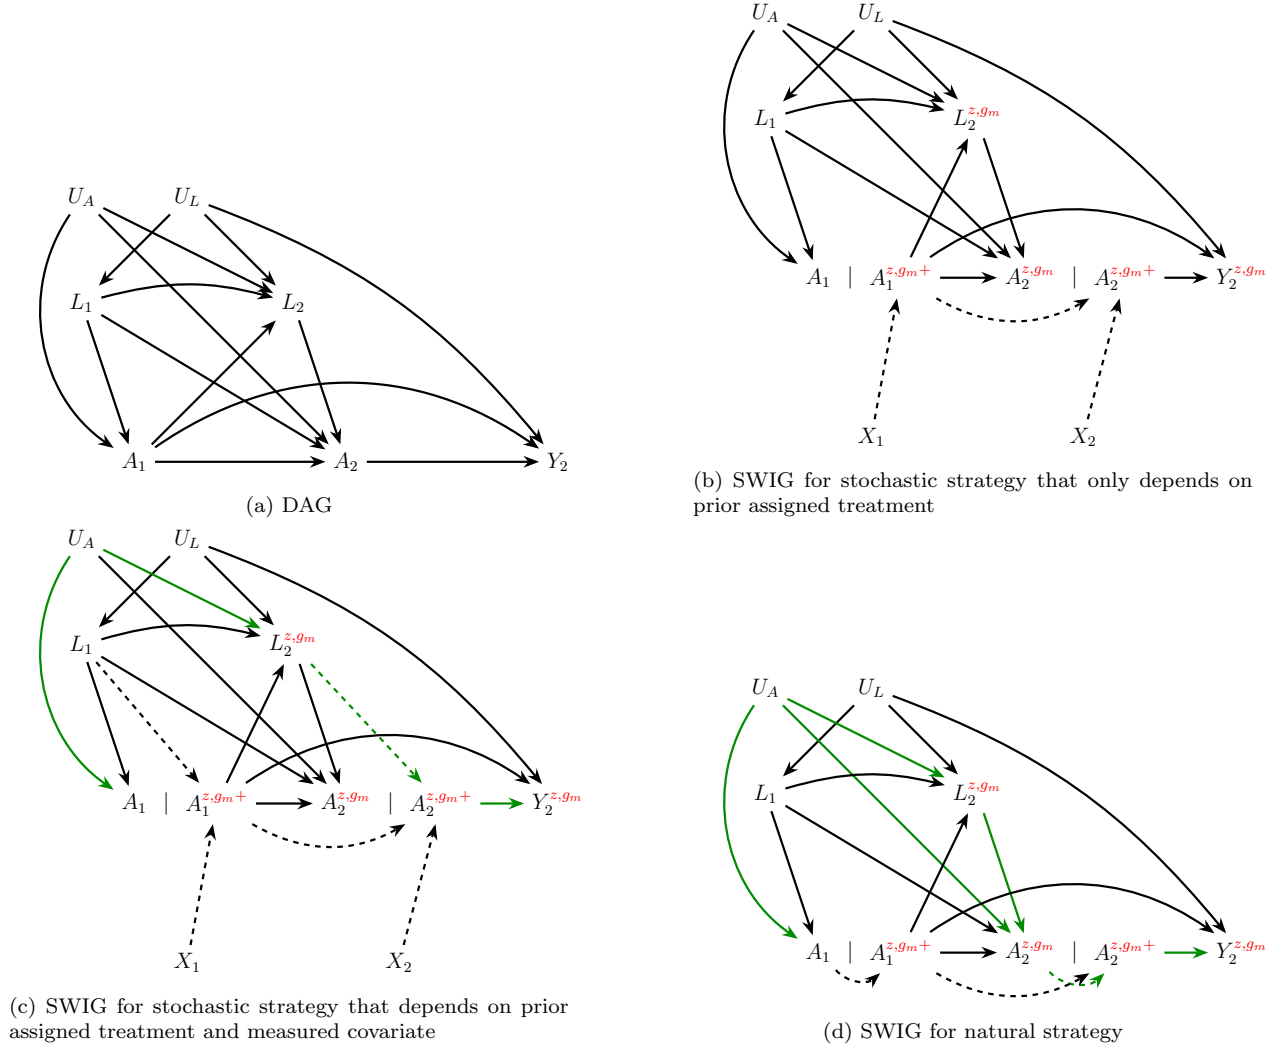 U_A U_L
L_1 L_2
A_1 A_2 Y_2
(a) DAG
U_A U_L
L_1 L_2^{z,g_m}
A_1 | A_1^{z,g_m+} A_2^{z,g_m} | A_2^{z,g_m+} Y_2^{z,g_m}
X_1 X_2
(b) SWIG for stochastic strategy that only depends on
prior assigned treatment
U_A U_L
L_1 L_2^{z,g_m}
A_1 | A_1^{z,g_m+} A_2^{z,g_m} | A_2^{z,g_m+} Y_2^{z,g_m}
X_1 X_2
(c) SWIG for stochastic strategy that depends on prior
assigned treatment and measured covariate
U_A U_L
L_1 L_2^{z,g_m}
A_1 | A_1^{z,g_m+} A_2^{z,g_m} | A_2^{z,g_m+} Y_2^{z,g_m}
(d) SWIG for natural strategy